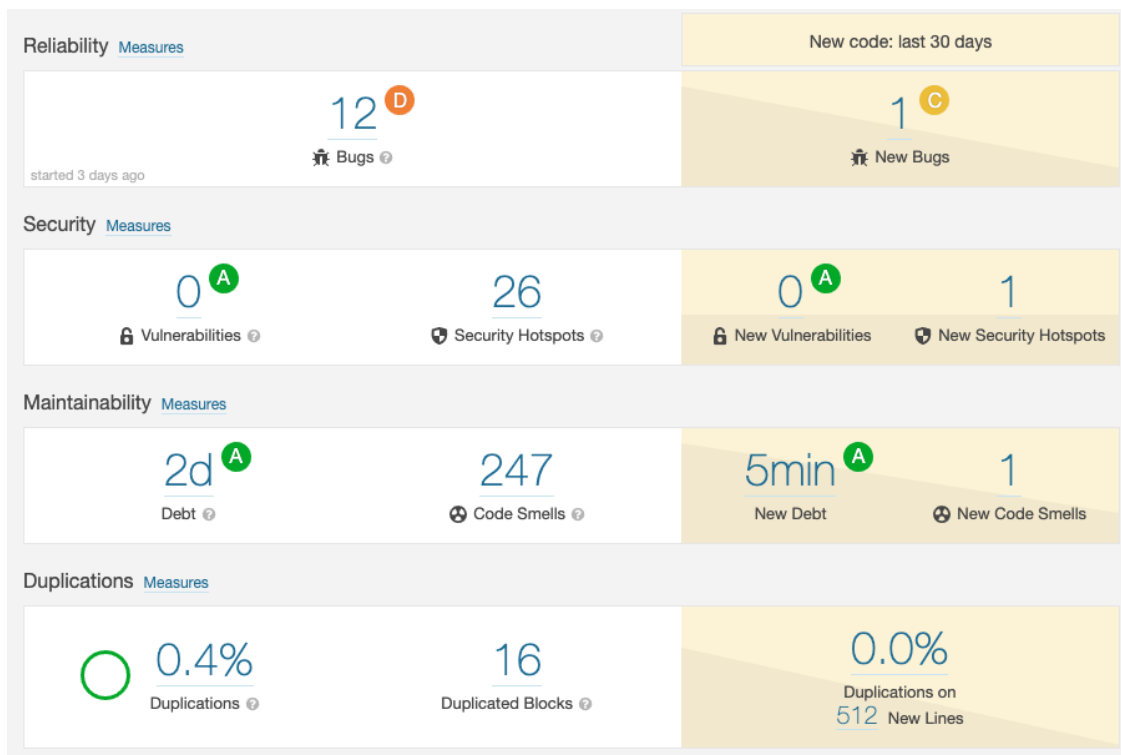 Reliability Measures
New code: last 30 days
12 D
Bugs ?
started 3 days ago
1 C
New Bugs
Security Measures
0 A
Vulnerabilities ?
26
Security Hotspots ?
0 A
New Vulnerabilities
1
New Security Hotspots
Maintainability Measures
2d A
Debt ?
247
Code Smells ?
5min A
New Debt
1
New Code Smells
Duplications Measures
0.4%
Duplications ?
16
Duplicated Blocks ?
0.0%
Duplications on
512 New Lines